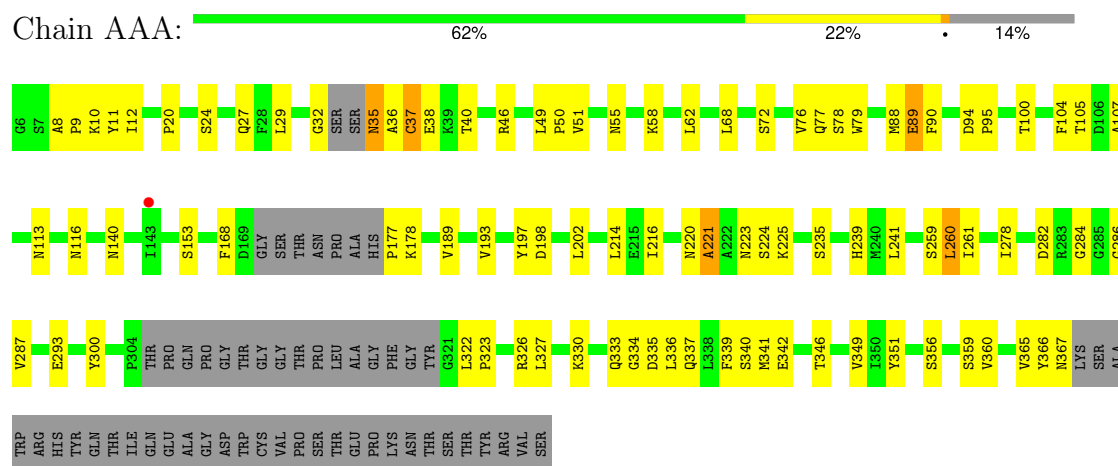 Chain AAA:
62% 22% • 14%
G6 S7 A8 P9 K10 Y11 I12 P20 S24 Q27 F28 L29 G32 SER SER N35 A36 C37 E38 K39 T40 R46 L49 P50 V51 N55 K58 L62 L68 S72 V76 Q77 S78 W79 M88 E89 F90 D94 P95 T100 F104 T105 D106 A107
N113 N116 N140 I143 S153 F168 D169 GLY SER THR ASN PRO ALA HIS P177 K178 V189 V193 Y197 D198 L202 L214 E215 I216 N220 A221 A222 N223 S224 K225 S235 H239 M240 L241 S259 L260 I261 I278 D282 R283 G284 G285
V287 E293 Y300 P304 THR PRO GLN PRO GLY THR GLY GLY THR PRO LEU ALA GLY PHE GLY TYR G321 L322 P323 R326 L327 K330 Q333 G334 D335 L336 Q337 L338 F339 S340 M341 E342 T346 V349 I350 Y351 S356 S359 V360 V365 Y366 N367 LYS SER ALA
TRP ARG HIS TYR GLN THR ILE GLN GLU ALA GLY ASP TRP CYS VAL PRO SER THR GLU PRO LYS ASN THR SER THR TYR ARG VAL SER